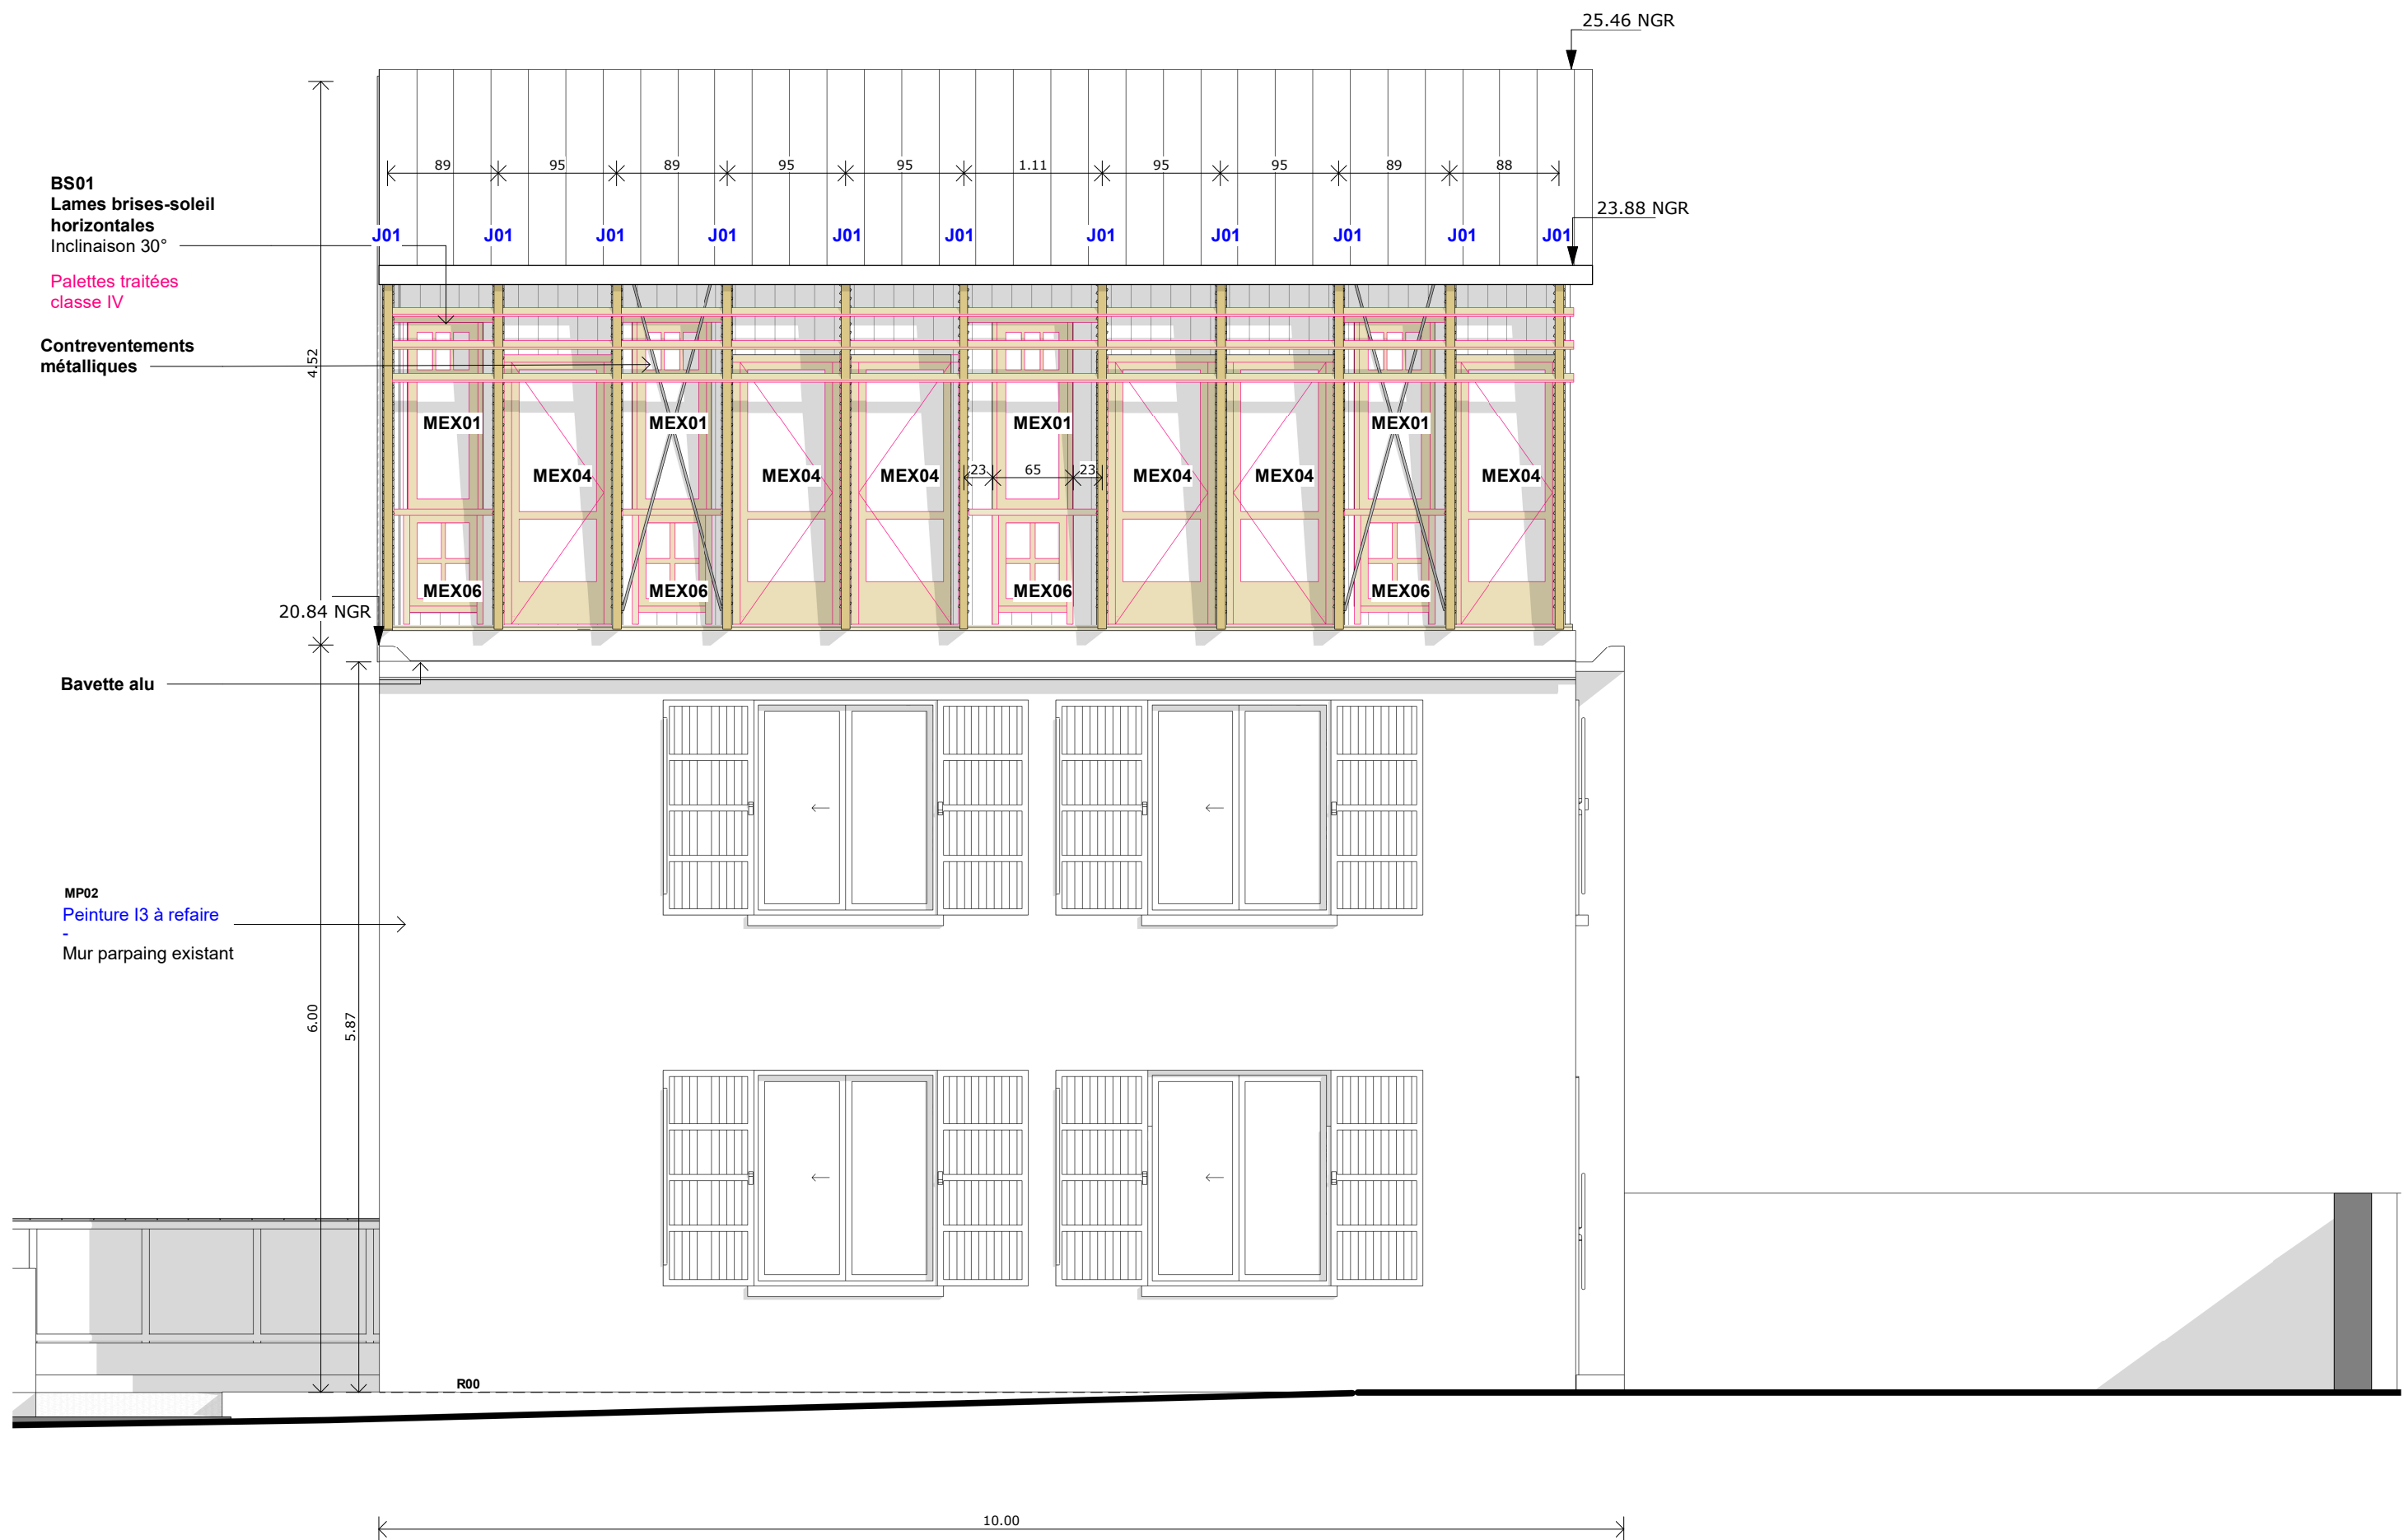 25.46 NGR
89 95 89 95 95 1.11 95 95 89 88
BS01
Lames brises-soleil
horizontales
Inclinaison 30°
Palettes traitées
classe IV
23.88 NGR
J01 J01 J01 J01 J01 J01 J01 J01 J01 J01 J01
Contreventements
métalliques
4.52
MEX01 MEX01 MEX01 MEX01
23 65 23
MEX04 MEX04 MEX04 MEX04 MEX04 MEX04
MEX06 MEX06 MEX06 MEX06
20.84 NGR
Bavette alu
MP02
Peinture I3 à refaire
-
Mur parpaing existant
6.00
5.87
R00
10.00